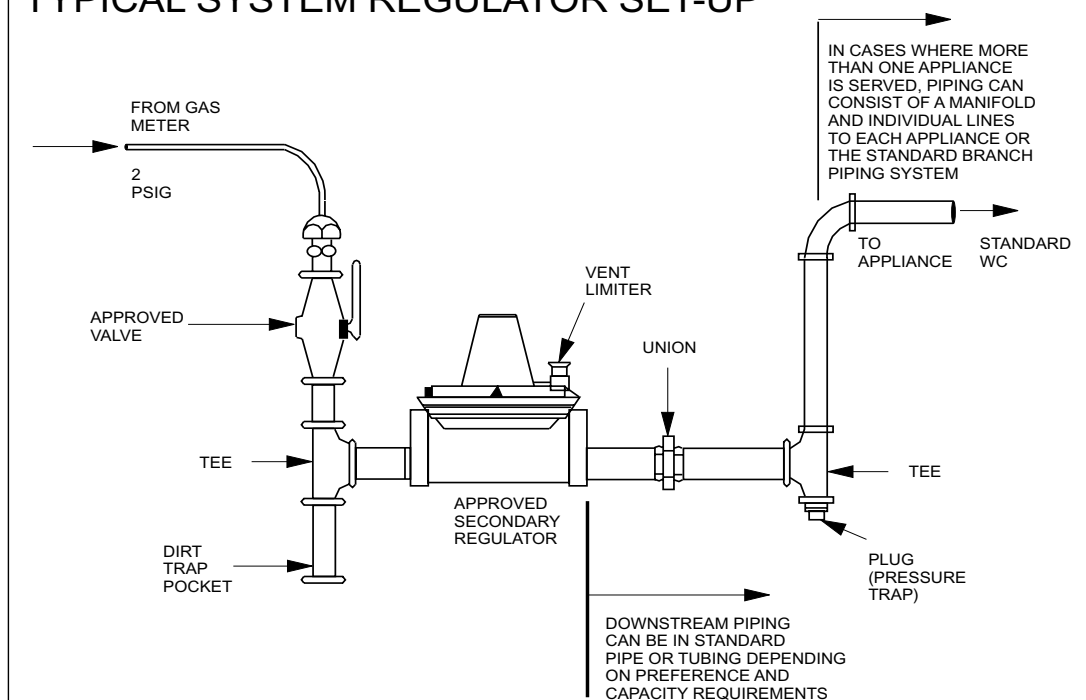 TYPICAL SYSTEM REGULATOR SET-UP
IN CASES WHERE MORE
THAN ONE APPLIANCE
IS SERVED, PIPING CAN
CONSIST OF A MANIFOLD
AND INDIVIDUAL LINES
TO EACH APPLIANCE OR
THE STANDARD BRANCH
PIPING SYSTEM
FROM GAS
METER
2
PSIG
TO
APPLIANCE
STANDARD
WC
VENT
LIMITER
APPROVED
VALVE
UNION
TEE
TEE
APPROVED
SECONDARY
REGULATOR
DIRT
TRAP
POCKET
PLUG
(PRESSURE
TRAP)
DOWNSTREAM PIPING
CAN BE IN STANDARD
PIPE OR TUBING DEPENDING
ON PREFERENCE AND
CAPACITY REQUIREMENTS